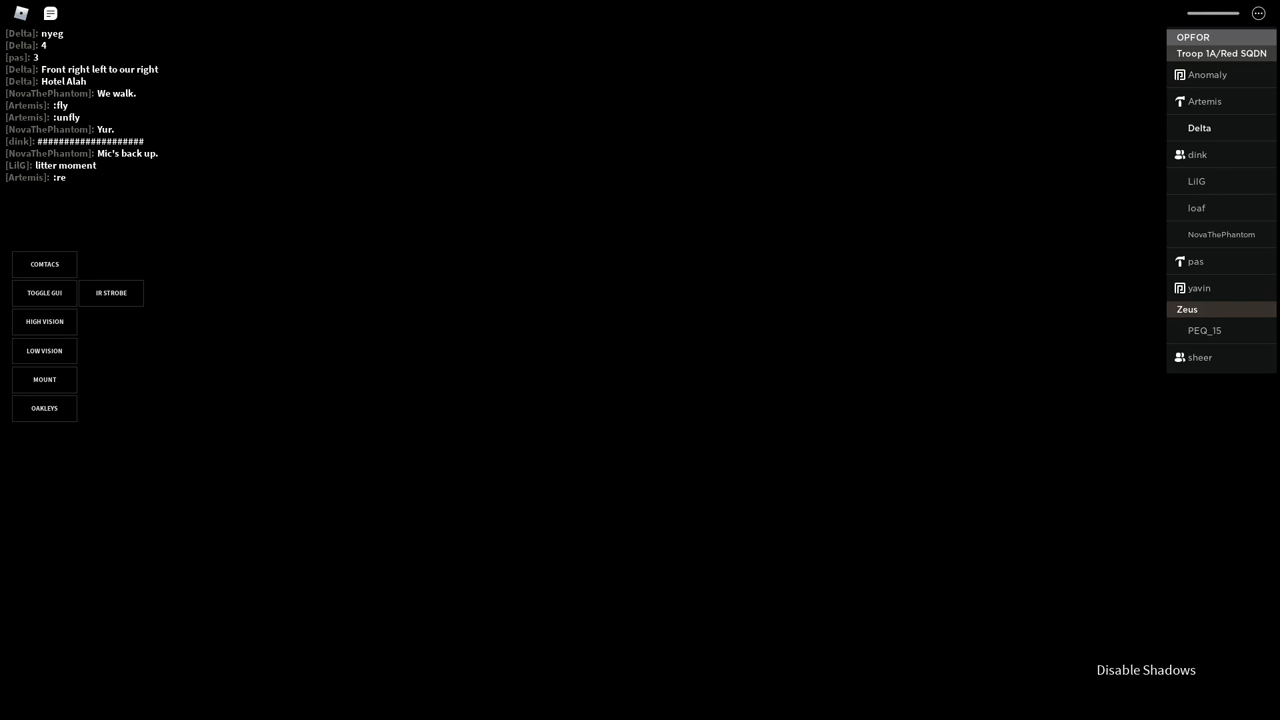 [Delta]: nyeg
[Delta]: 4
[pas]: 3
[Delta]: Front right left to our right
[Delta]: Hotel Alah
[NovaThePhantom]: We walk.
[Artemis]: :fly
[Artemis]: :unfly
[NovaThePhantom]: Yur.
[dink]: ####################
[NovaThePhantom]: Mic's back up.
[LilG]: litter moment
[Artemis]: :re
COMTACS
TOGGLE GUI IR STROBE
HIGH VISION
LOW VISION
MOUNT
OAKLEYS
OPFOR
Troop 1A/Red SQDN
Anomaly
Artemis
Delta
dink
LilG
loaf
NovaThePhantom
pas
yavin
Zeus
PEQ_15
sheer
Disable Shadows